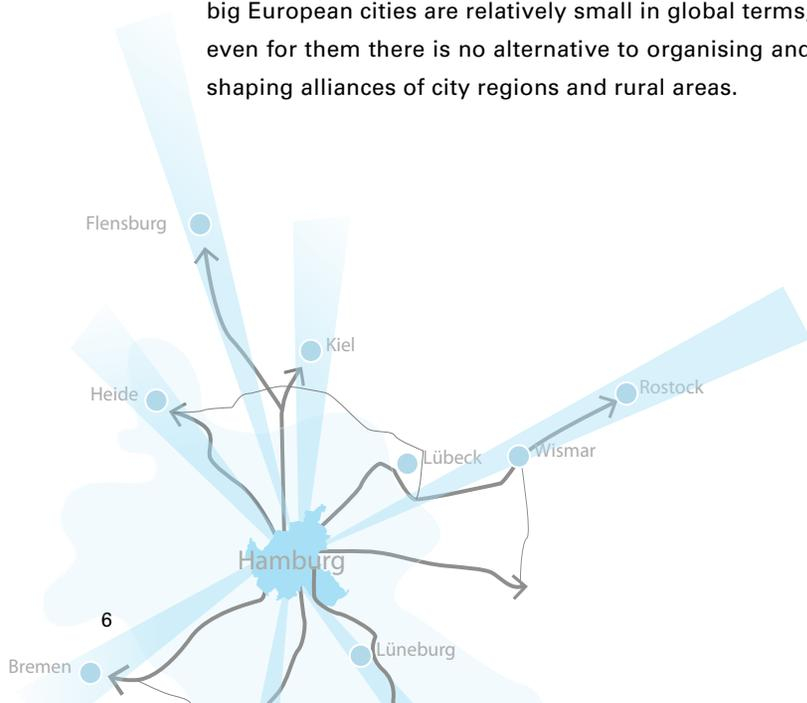 big European cities are relatively small in global terms,
even for them there is no alternative to organising and
shaping alliances of city regions and rural areas.
Flensburg
Kiel
Heide
Rostock
Wismar
Lübeck
Hamburg
6
Lüneburg
Bremen